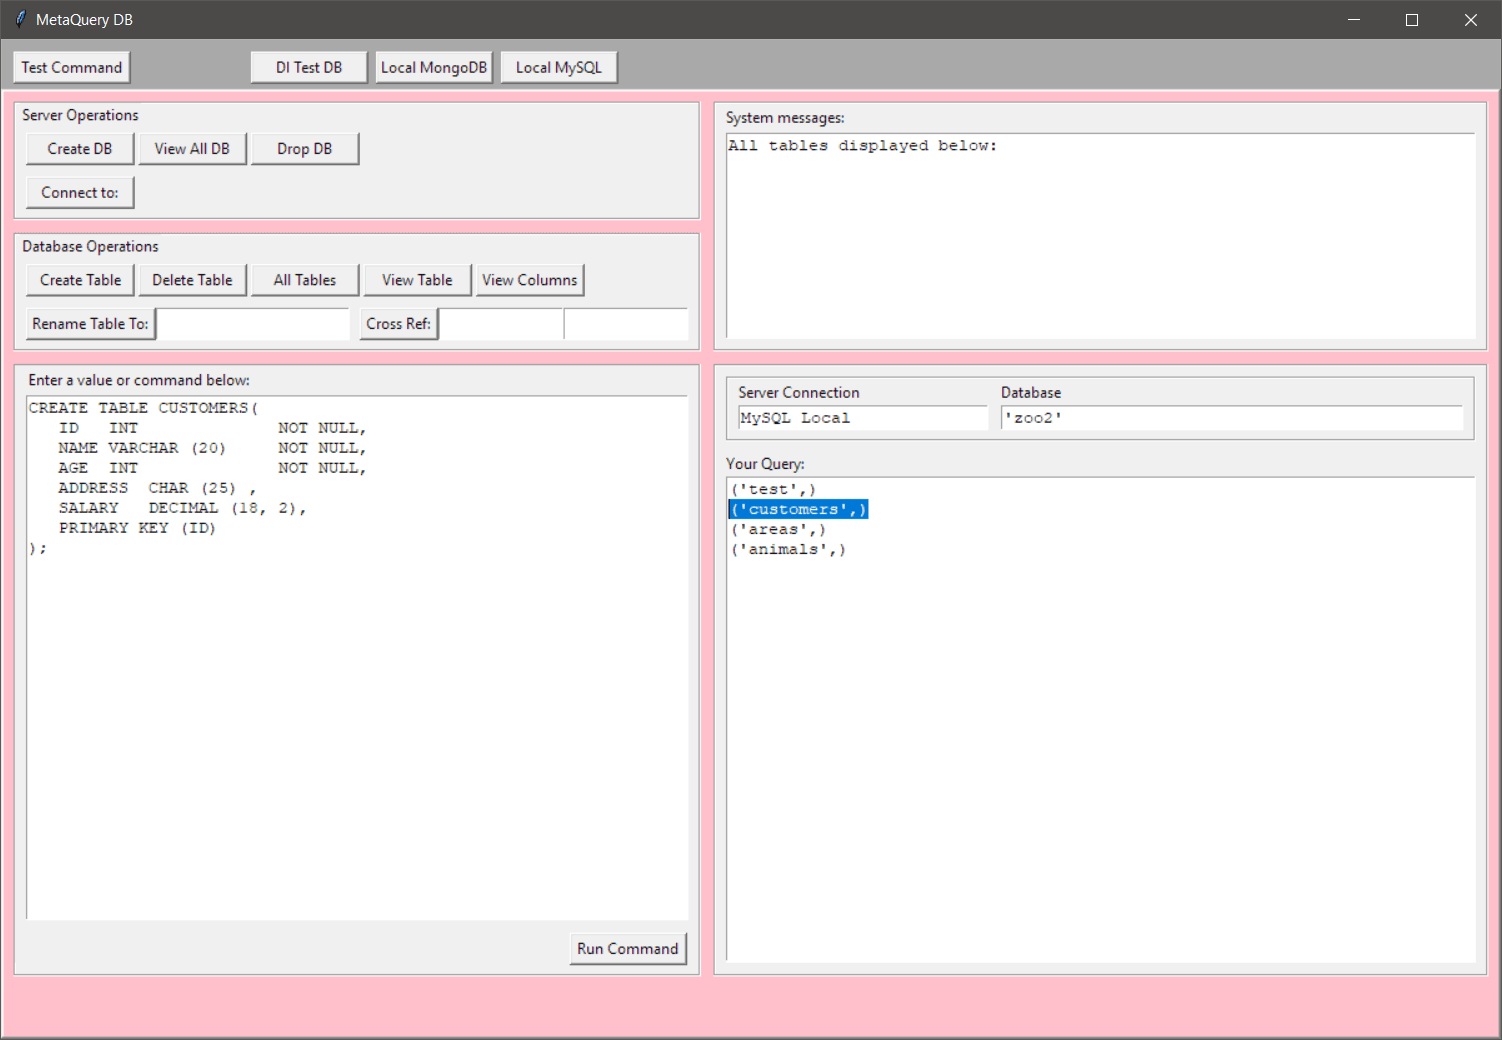 MetaQuery DB
Test Command DI Test DB Local MongoDB Local MySQL
Server Operations
Create DB View All DB Drop DB
Connect to:
Database Operations
Create Table Delete Table All Tables View Table View Columns
Rename Table To: Cross Ref:
System messages:
All tables displayed below:
Enter a value or command below:
CREATE TABLE CUSTOMERS(
   ID   INT              NOT NULL,
   NAME VARCHAR (20)     NOT NULL,
   AGE  INT              NOT NULL,
   ADDRESS  CHAR (25) ,
   SALARY   DECIMAL (18, 2),
   PRIMARY KEY (ID)
);
Run Command
Server Connection Database
MySQL Local 'zoo2'
Your Query:
('test',)
('customers',)
('areas',)
('animals',)